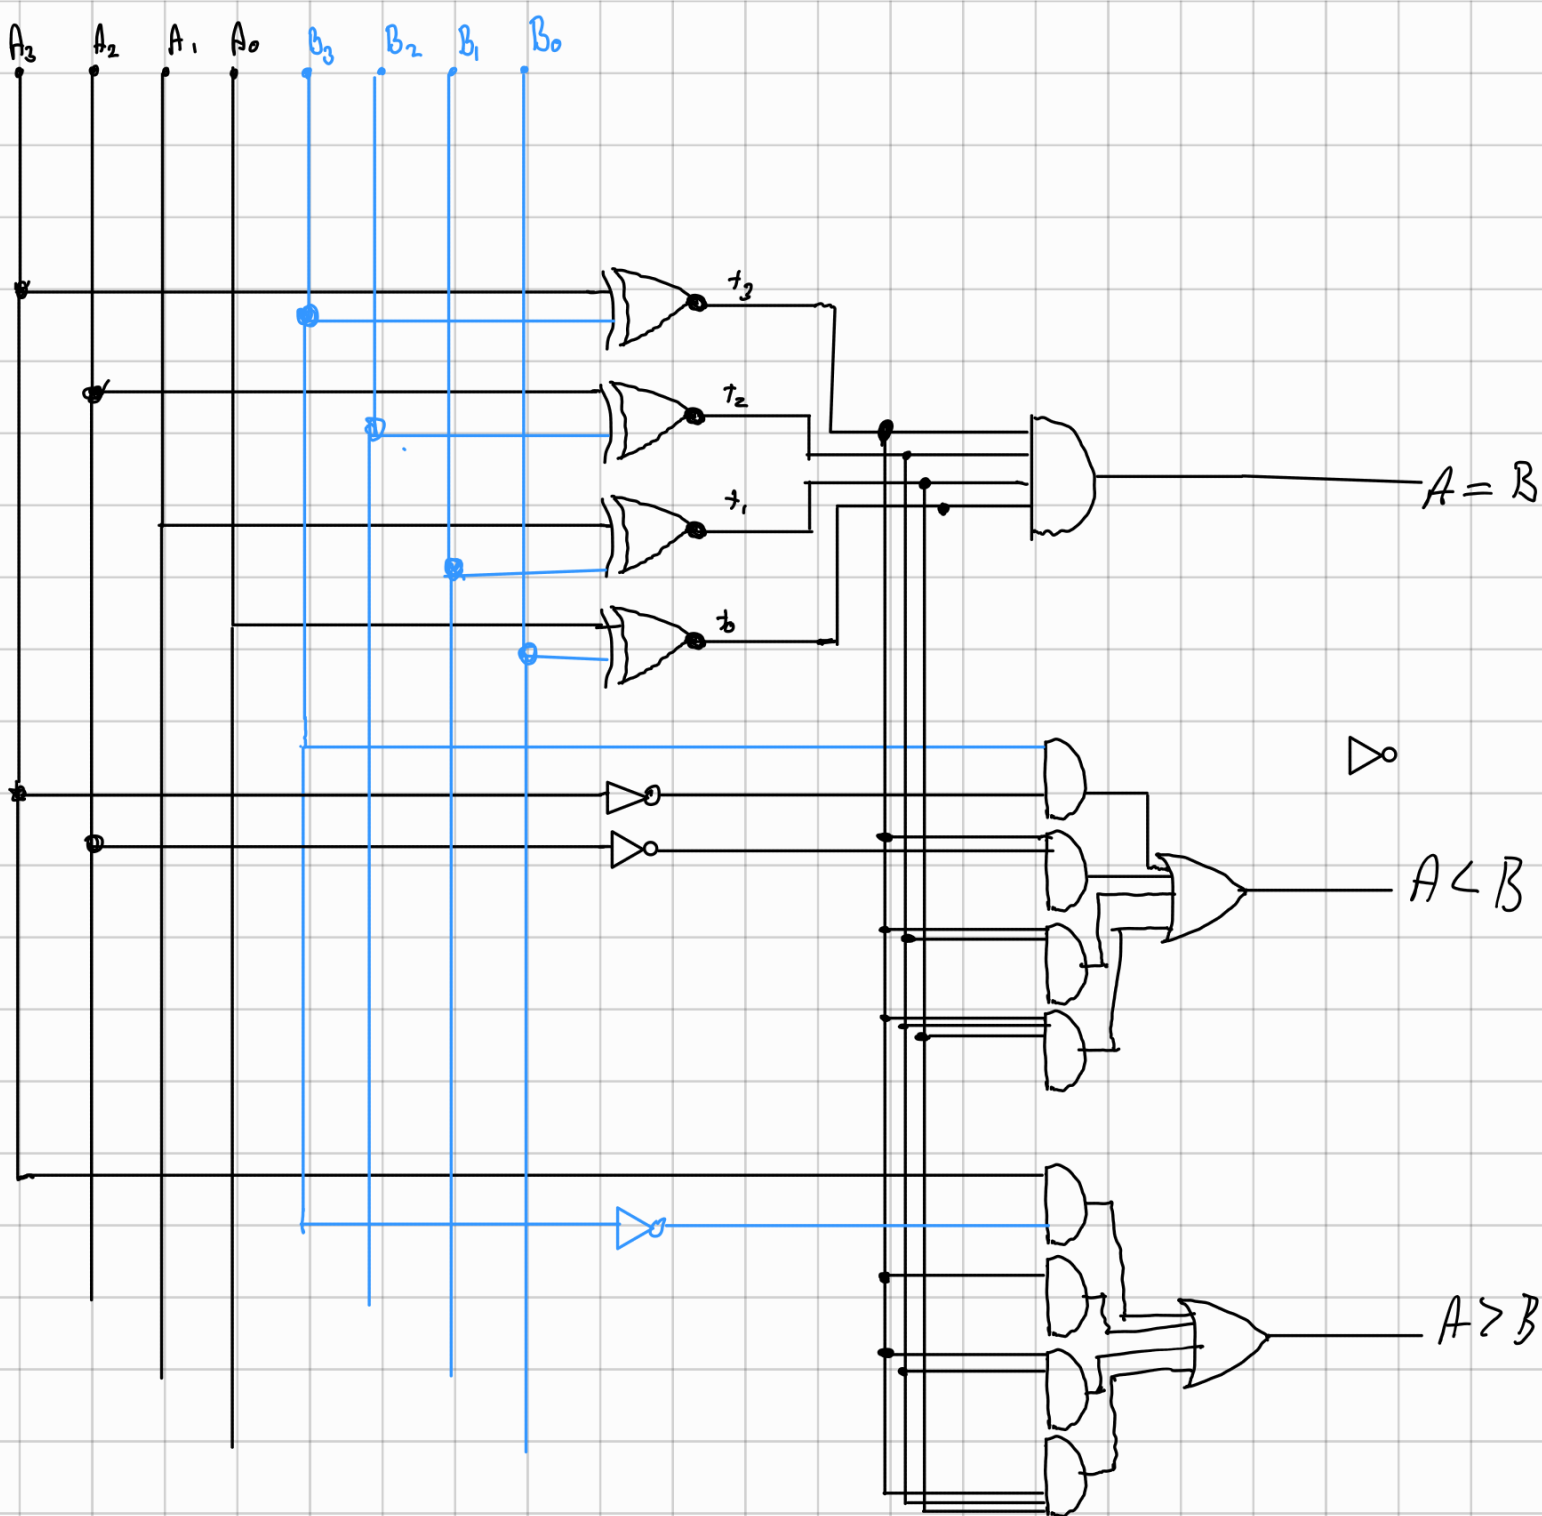 A₃ A₂ A₁ A₀ B₃ B₂ B₁ B₀
t₃
t₂
t₁
t₀
A = B
A < B
A > B